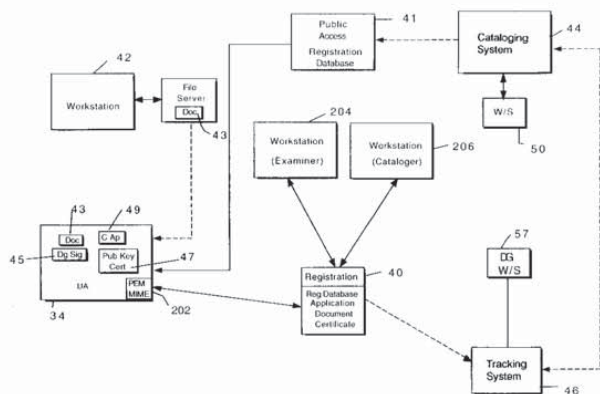 42
Workstation
File
Server
Doc
43
Public
Access
Registration
Database
41
Cataloging
System
44
W/S
50
204
Workstation
(Examiner)
Workstation
(Cataloger)
206
43
Doc
49
C Ap
45
Dg Sig
Pub Key
Cert
47
UA
PEM
MIME
34
202
Registration
40
Reg Database
Application
Document
Certificate
57
DG
W/S
Tracking
System
46